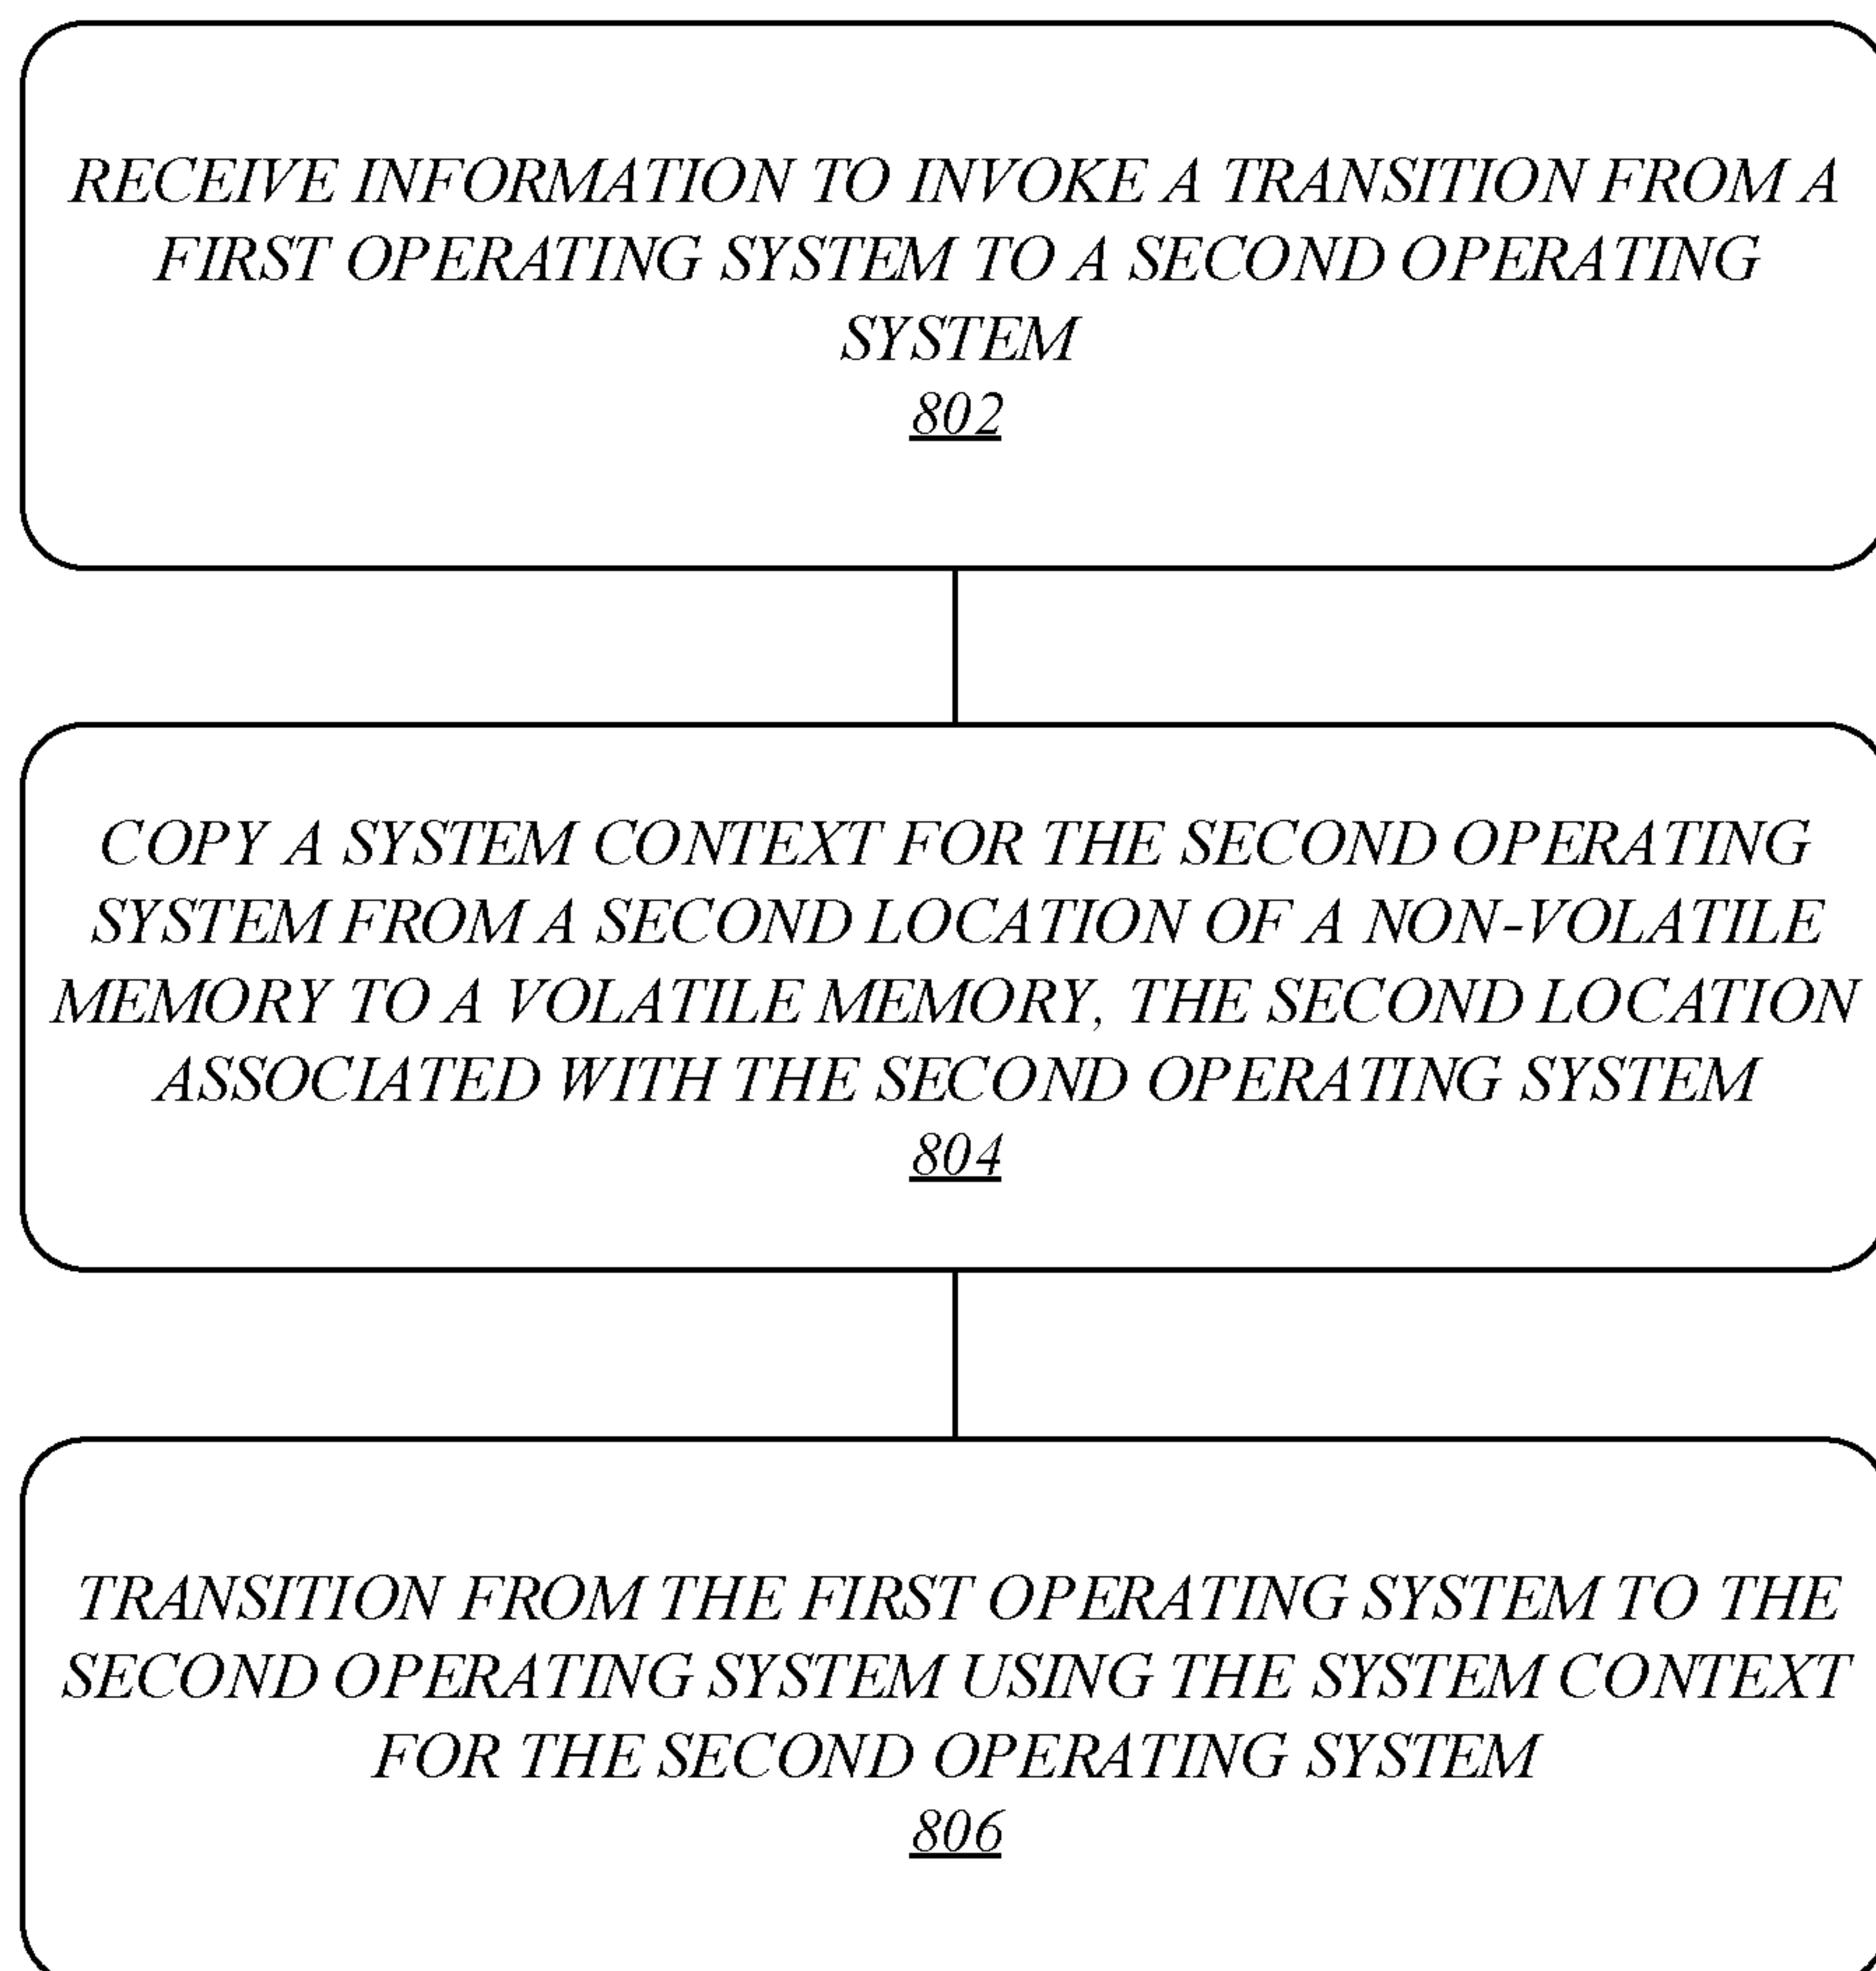 RECEIVE INFORMATION TO INVOKE A TRANSITION FROM A
FIRST OPERATING SYSTEM TO A SECOND OPERATING
SYSTEM
802
COPY A SYSTEM CONTEXT FOR THE SECOND OPERATING
SYSTEM FROM A SECOND LOCATION OF A NON-VOLATILE
MEMORY TO A VOLATILE MEMORY, THE SECOND LOCATION
ASSOCIATED WITH THE SECOND OPERATING SYSTEM
804
TRANSITION FROM THE FIRST OPERATING SYSTEM TO THE
SECOND OPERATING SYSTEM USING THE SYSTEM CONTEXT
FOR THE SECOND OPERATING SYSTEM
806